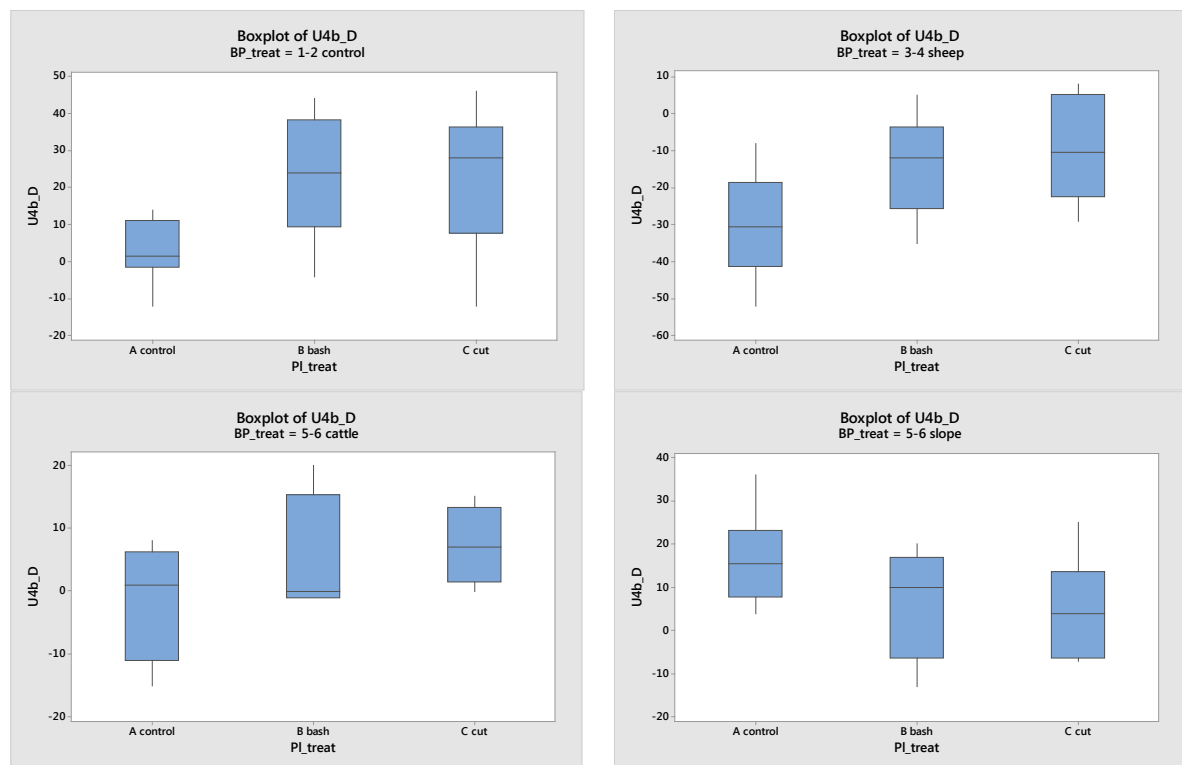 Boxplot of U4b_D
BP_treat = 1-2 control
50
40
30
20
10
0
-10
-20
U4b_D
A control B bash C cut
Pl_treat
Boxplot of U4b_D
BP_treat = 3-4 sheep
10
0
-10
-20
-30
-40
-50
-60
U4b_D
A control B bash C cut
Pl_treat
Boxplot of U4b_D
BP_treat = 5-6 cattle
20
10
0
-10
-20
U4b_D
A control B bash C cut
Pl_treat
Boxplot of U4b_D
BP_treat = 5-6 slope
40
30
20
10
0
-10
-20
U4b_D
A control B bash C cut
Pl_treat